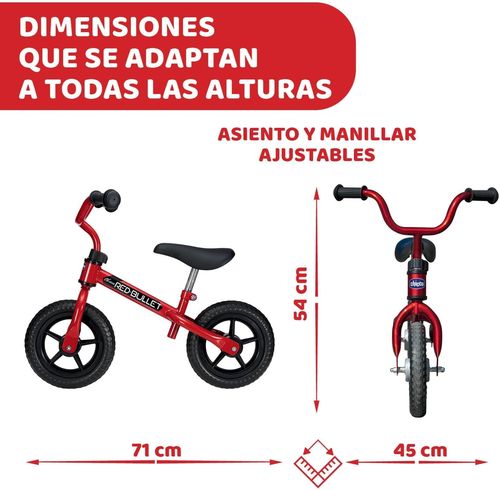 DIMENSIONES
QUE SE ADAPTAN
A TODAS LAS ALTURAS
ASIENTO Y MANILLAR
AJUSTABLES
RED BULLET
54 cm
chicco
71 cm
45 cm